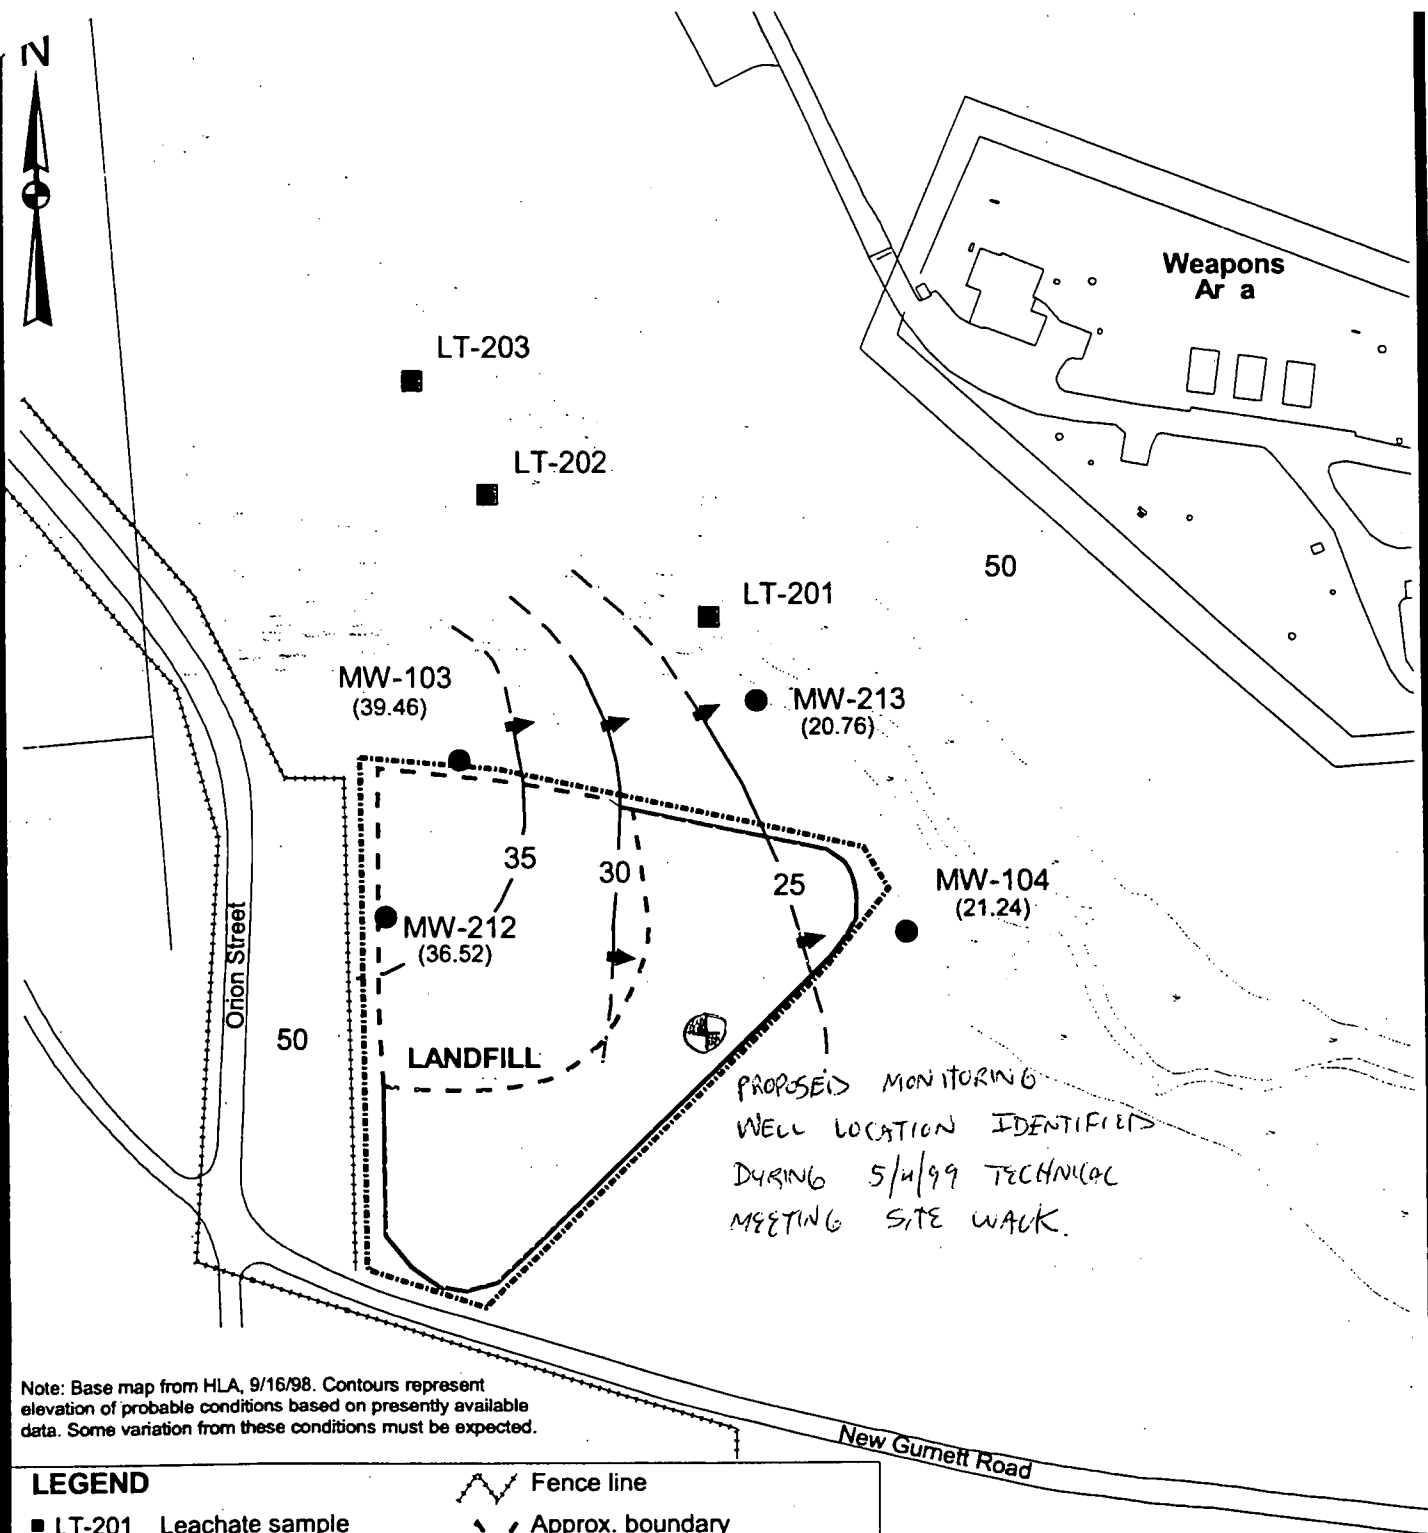 N
Weapons
Ar a
LT-203
LT-202
50
LT-201
MW-103
(39.46)
MW-213
(20.76)
35
30
25
MW-104
(21.24)
MW-212
(36.52)
Orion Street
50
LANDFILL
PROPOSED MONITORING
WELL LOCATION IDENTIFIED
DURING 5/4/99 TECHNICAL
MEETING SITE WALK.
Note: Base map from HLA, 9/16/98. Contours represent
elevation of probable conditions based on presently available
data. Some variation from these conditions must be expected.
New Gurnett Road
LEGEND
Fence line
LT-201 Leachate sample
Approx. boundary